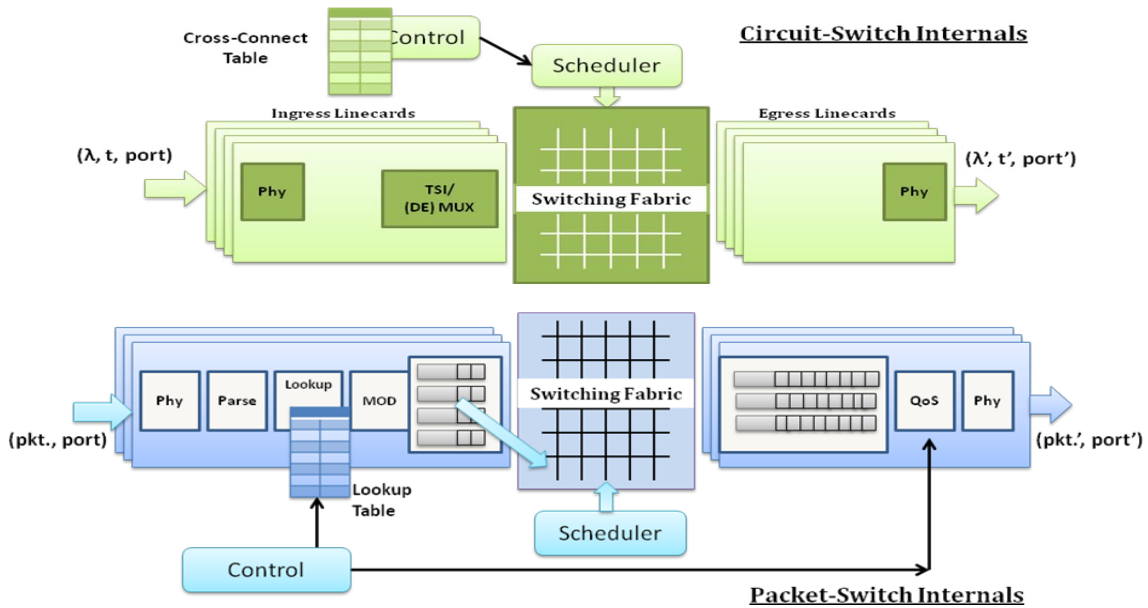 Circuit-Switch Internals
Cross-Connect
Table
Control
Scheduler
Ingress Linecards
Egress Linecards
(λ, t, port)
Phy
TSI/
(DE) MUX
Switching Fabric
Phy
(λ’, t’, port’)
Phy
Parse
Lookup
MOD
Switching Fabric
QoS
Phy
(pkt., port)
(pkt.’, port’)
Lookup
Table
Scheduler
Control
Packet-Switch Internals